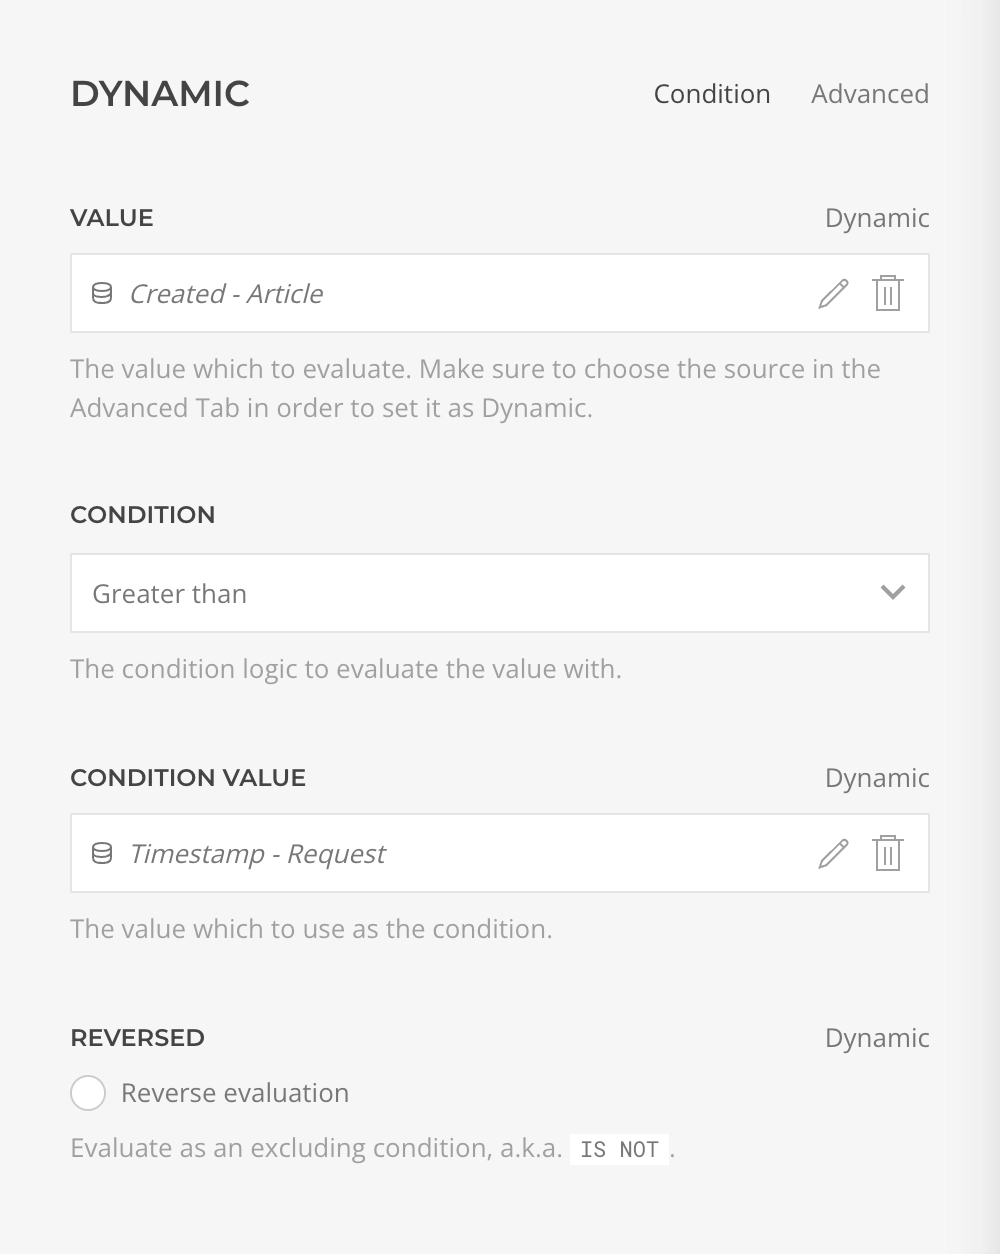 DYNAMIC Condition Advanced
VALUE Dynamic
Created - Article
The value which to evaluate. Make sure to choose the source in the
Advanced Tab in order to set it as Dynamic.
CONDITION
Greater than
The condition logic to evaluate the value with.
CONDITION VALUE Dynamic
Timestamp - Request
The value which to use as the condition.
REVERSED Dynamic
Reverse evaluation
Evaluate as an excluding condition, a.k.a. IS NOT.